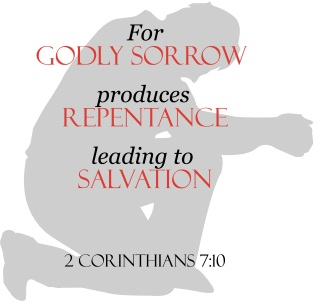 For
GODLY SORROW
produces
REPENTANCE
leading to
SALVATION
2 CORINTHIANS 7:10